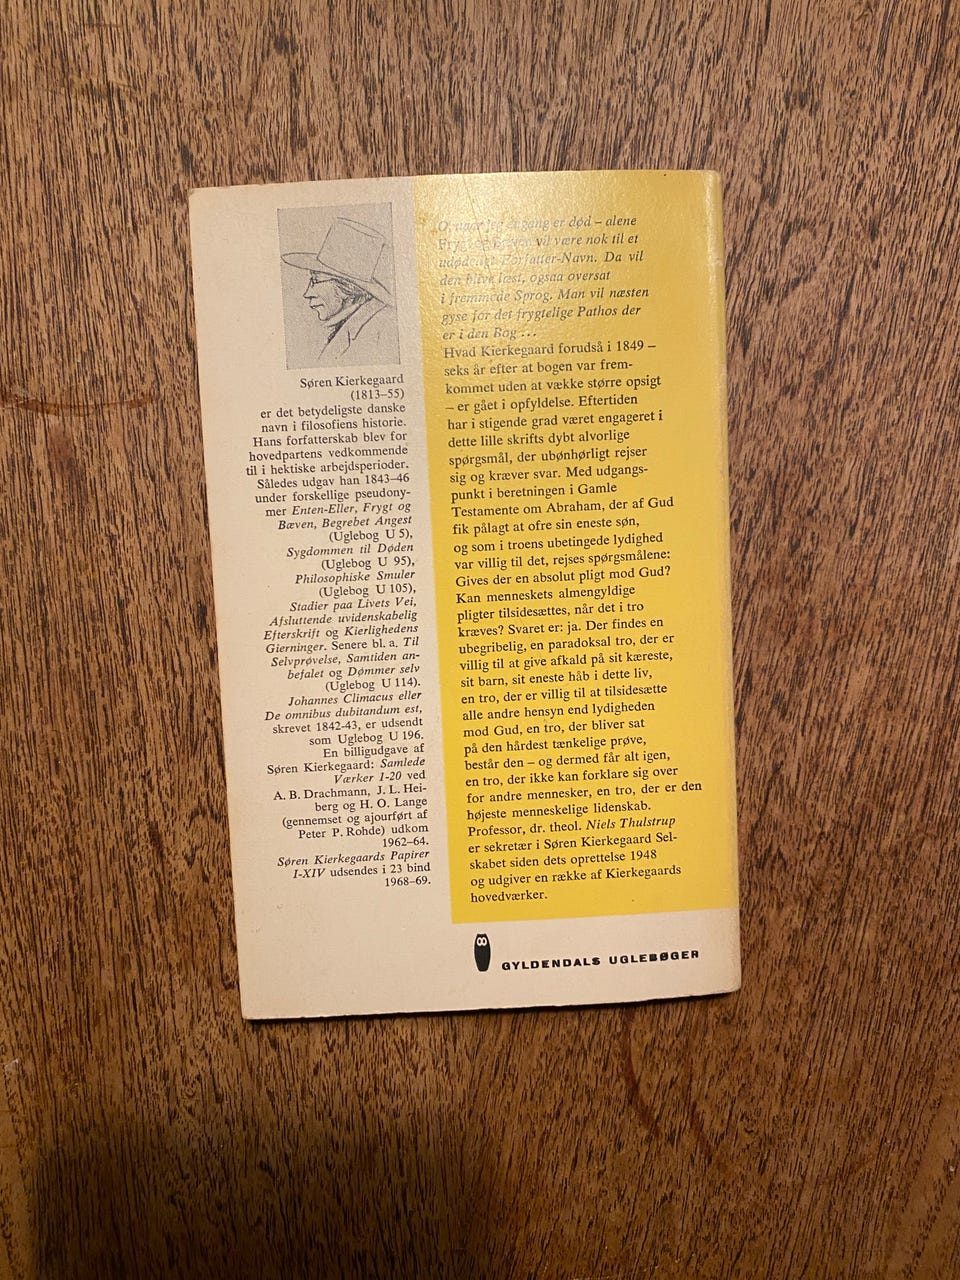 Søren Kierkegaard
(1813–55)
er det betydeligste danske
navn i filosofiens historie.
Hans forfatterskab blev for
hovedpartens vedkommende
til i hektiske arbejdsperioder.
Således udgav han 1843–46
under forskellige pseudony-
mer Enten-Eller, Frygt og
Bæven, Begrebet Angest
(Uglebog U 5),
Sygdommen til Døden
(Uglebog U 95),
Philosophiske Smuler
(Uglebog U 105),
Stadier paa Livets Vei,
Afsluttende uvidenskabelig
Efterskrift og Kierlighedens
Gierninger. Senere bl. a. Til
Selvprøvelse, Samtiden an-
befalet og Dømmer selv
(Uglebog U 114).
Johannes Climacus eller
De omnibus dubitandum est,
skrevet 1842-43, er udsendt
som Uglebog U 196.
En billigudgave af
Søren Kierkegaard: Samlede
Værker 1-20 ved
A. B. Drachmann, J. L. Hei-
berg og H. O. Lange
(gennemset og ajourført af
Peter P. Rohde) udkom
1962–64.
Søren Kierkegaards Papirer
I-XIV udsendes i 23 bind
1968–69.
O, naar jeg engang er død – alene
Frygt og Bæven vil være nok til et
udødeligt Forfatter-Navn. Da vil
den blive læst, ogsaa oversat
i fremmede Sprog. Man vil næsten
gyse for det frygtelige Pathos der
er i den Bog ...
Hvad Kierkegaard forudså i 1849 –
seks år efter at bogen var frem-
kommet uden at vække større opsigt
– er gået i opfyldelse. Eftertiden
har i stigende grad været engageret i
dette lille skrifts dybt alvorlige
spørgsmål, der ubønhørligt rejser
sig og kræver svar. Med udgangs-
punkt i beretningen i Gamle
Testamente om Abraham, der af Gud
fik pålagt at ofre sin eneste søn,
og som i troens ubetingede lydighed
var villig til det, rejses spørgsmålene:
Gives der en absolut pligt mod Gud?
Kan menneskets almengyldige
pligter tilsidesættes, når det i tro
kræves? Svaret er: ja. Der findes en
ubegribelig, en paradoksal tro, der er
villig til at give afkald på sit kæreste,
sit barn, sit eneste håb i dette liv,
en tro, der er villig til at tilsidesætte
alle andre hensyn end lydigheden
mod Gud, en tro, der bliver sat
på den hårdest tænkelige prøve,
består den – og dermed får alt igen,
en tro, der ikke kan forklare sig over
for andre mennesker, en tro, der er den
højeste menneskelige lidenskab.
Professor, dr. theol. Niels Thulstrup
er sekretær i Søren Kierkegaard Sel-
skabet siden dets oprettelse 1948
og udgiver en række af Kierkegaards
hovedværker.
GYLDENDALS UGLEBØGER